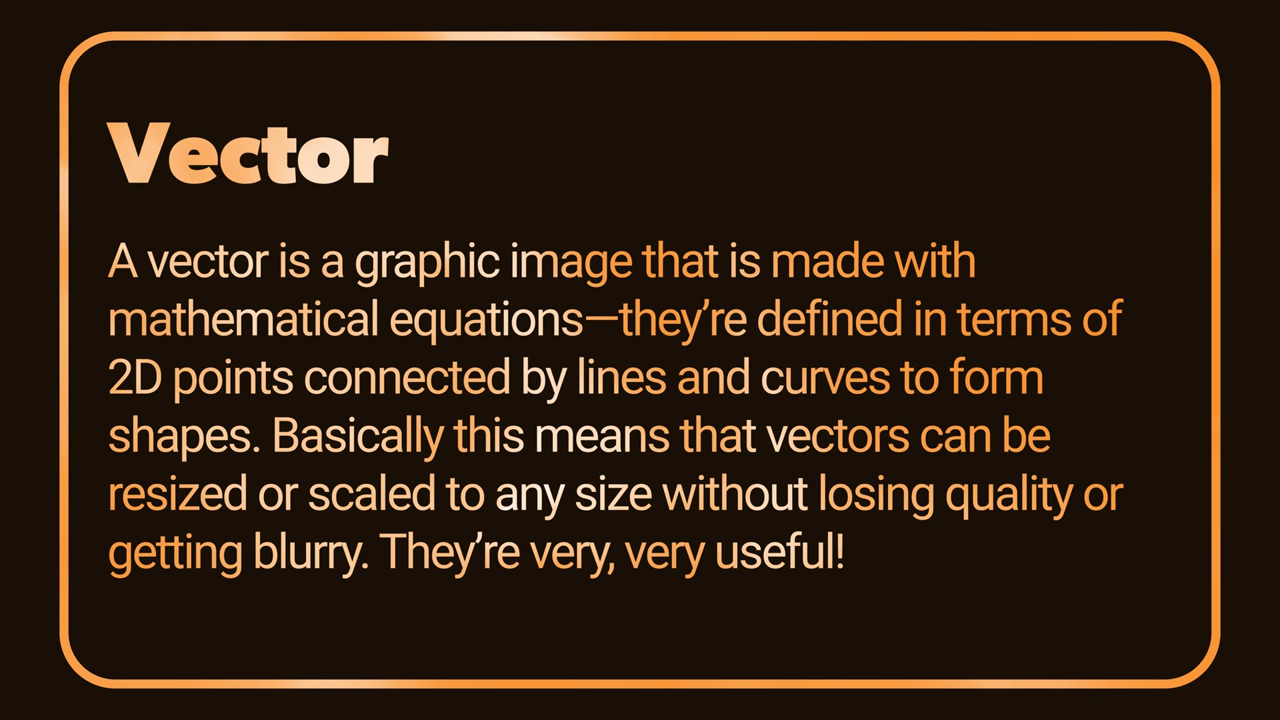 Vector
A vector is a graphic image that is made with
mathematical equations—they’re defined in terms of
2D points connected by lines and curves to form
shapes. Basically this means that vectors can be
resized or scaled to any size without losing quality or
getting blurry. They’re very, very useful!